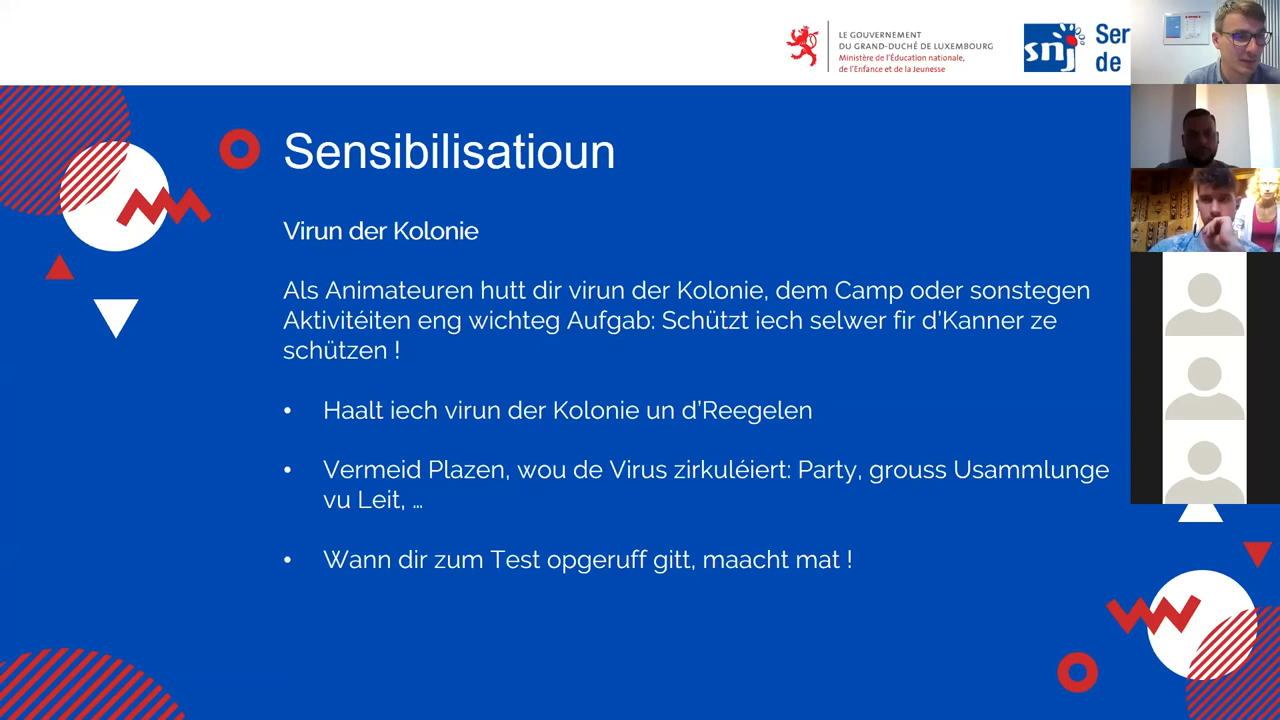 LE GOUVERNEMENT
DU GRAND-DUCHÉ DE LUXEMBOURG
Ministère de l'Éducation nationale,
de l'Enfance et de la Jeunesse
snj
Ser
de
Sensibilisatioun
Virun der Kolonie
Als Animateuren hutt dir virun der Kolonie, dem Camp oder sonstegen
Aktivitéiten eng wichteg Aufgab: Schützt iech selwer fir d'Kanner ze
schützen !
• Haalt iech virun der Kolonie un d'Reegelen
• Vermeid Plazen, wou de Virus zirkuléiert: Party, grouss Usammlunge
vu Leit, ...
• Wann dir zum Test opgeruff gitt, maacht mat !